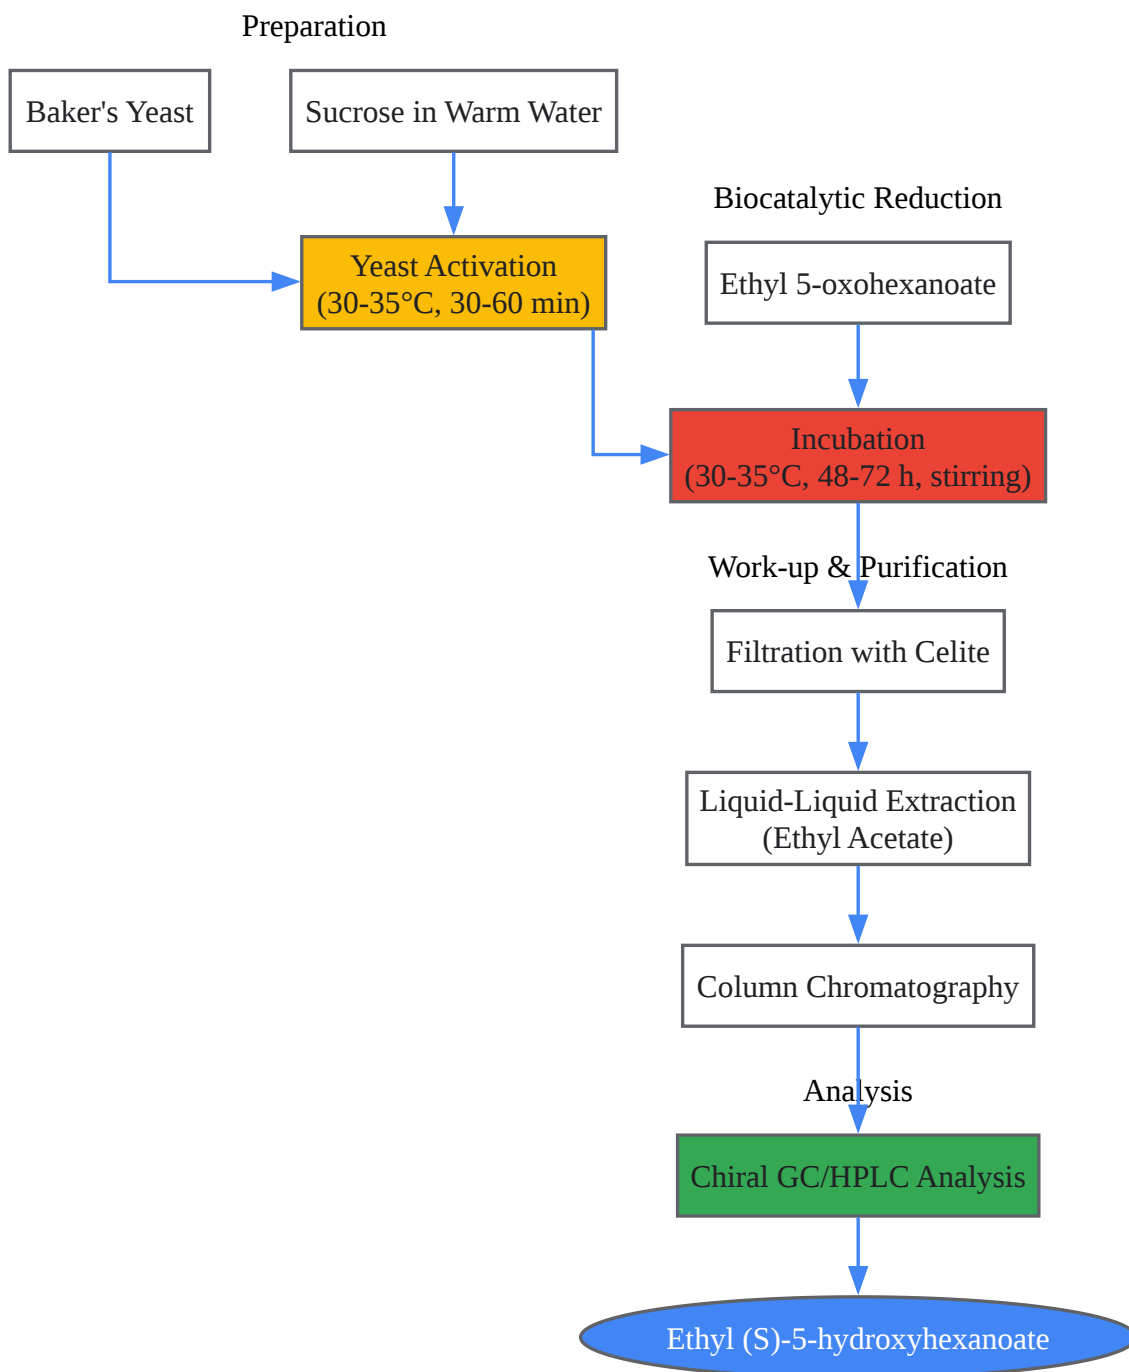 Preparation
Baker's Yeast
Sucrose in Warm Water
Yeast Activation
(30-35°C, 30-60 min)
Biocatalytic Reduction
Ethyl 5-oxohexanoate
Incubation
(30-35°C, 48-72 h, stirring)
Work-up & Purification
Filtration with Celite
Liquid-Liquid Extraction
(Ethyl Acetate)
Column Chromatography
Analysis
Chiral GC/HPLC Analysis
Ethyl (S)-5-hydroxyhexanoate